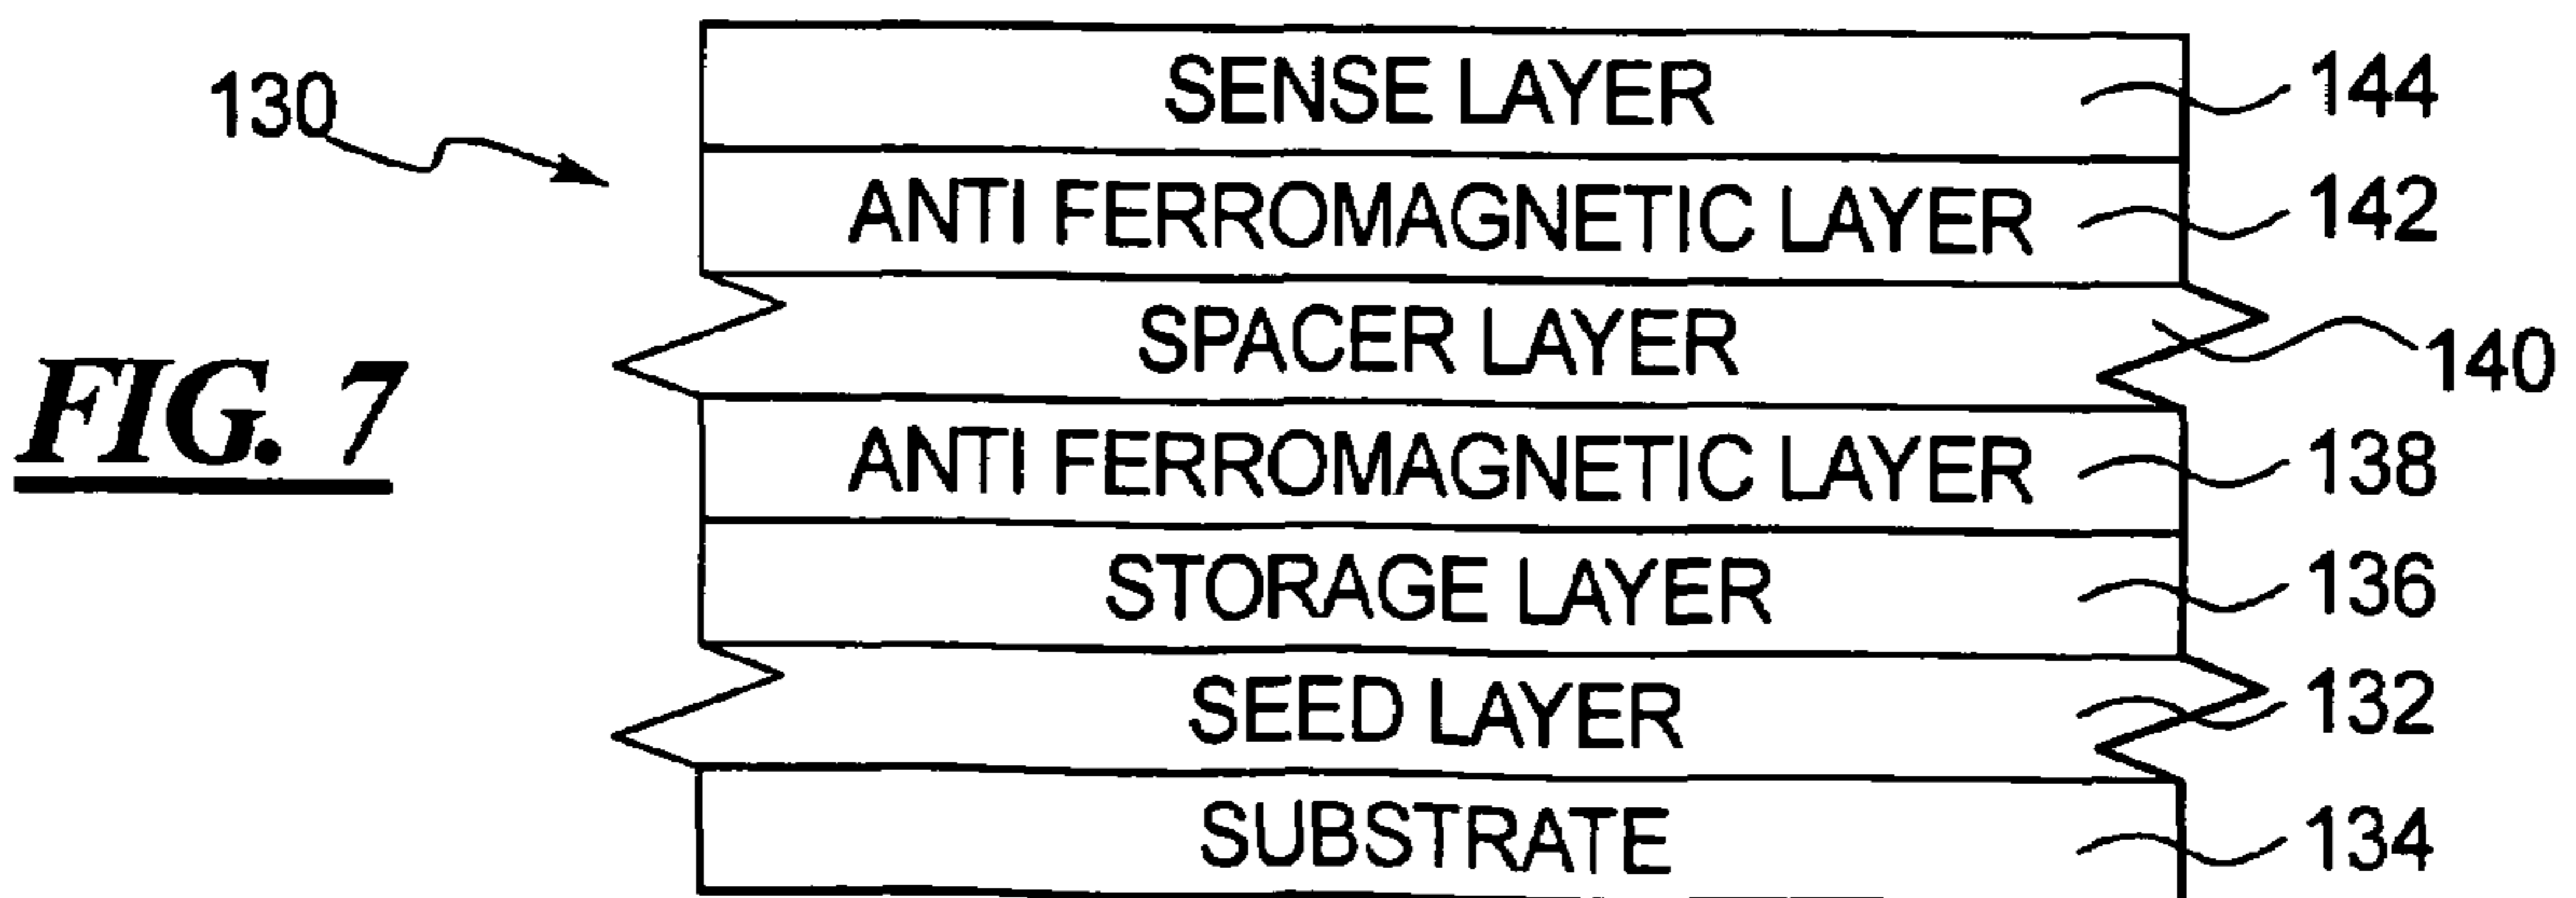 130
SENSE LAYER 144
ANTI FERROMAGNETIC LAYER 142
SPACER LAYER 140
FIG. 7
ANTI FERROMAGNETIC LAYER 138
STORAGE LAYER 136
SEED LAYER 132
SUBSTRATE 134